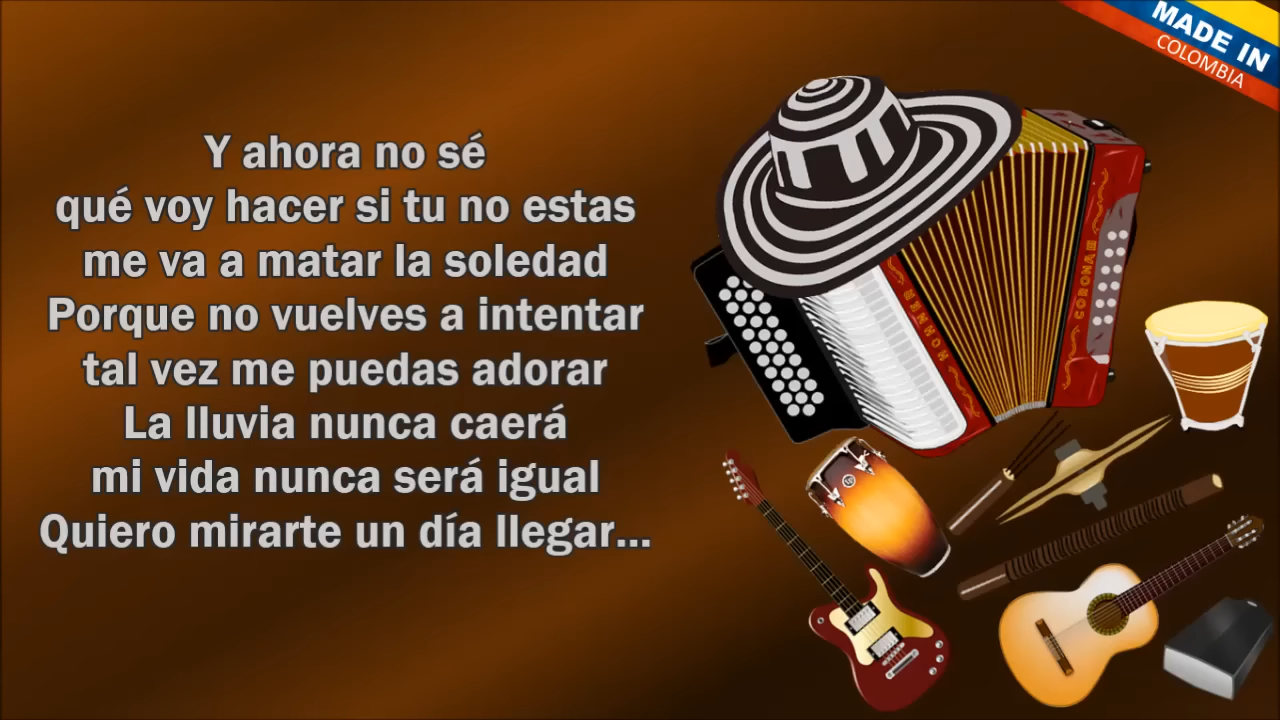 MADE IN
COLOMBIA
Y ahora no sé
qué voy hacer si tu no estas
me va a matar la soledad
Porque no vuelves a intentar
tal vez me puedas adorar
La lluvia nunca caerá
mi vida nunca será igual
Quiero mirarte un día llegar...
HOHNER
CORONA III
LP